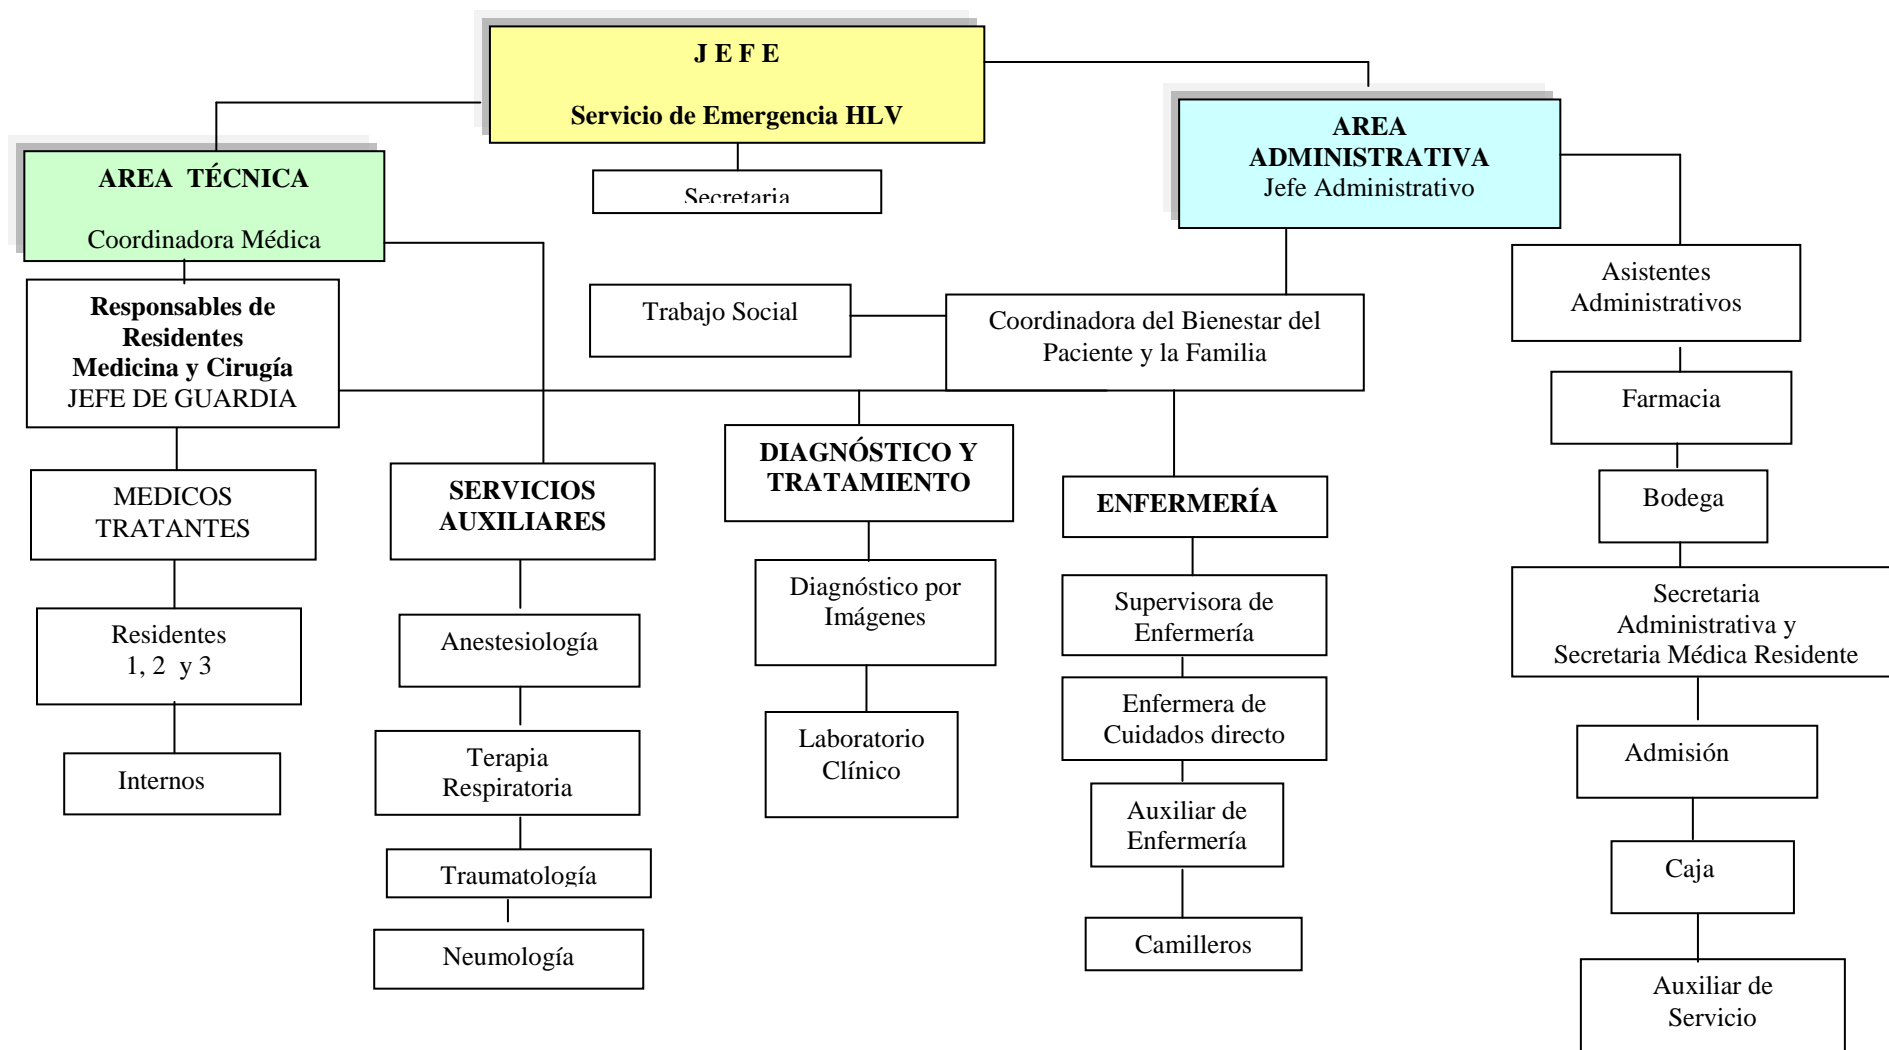 J E F E
Servicio de Emergencia HLV
Secretaria
AREA TÉCNICA
Coordinadora Médica
AREA
ADMINISTRATIVA
Jefe Administrativo
Responsables de
Residentes
Medicina y Cirugía
JEFE DE GUARDIA
MEDICOS
TRATANTES
Residentes
1, 2 y 3
Internos
SERVICIOS
AUXILIARES
Anestesiología
Terapia
Respiratoria
Traumatología
Neumología
Trabajo Social
Coordinadora del Bienestar del
Paciente y la Familia
DIAGNÓSTICO Y
TRATAMIENTO
Diagnóstico por
Imágenes
Laboratorio
Clínico
ENFERMERÍA
Supervisora de
Enfermería
Enfermera de
Cuidados directo
Auxiliar de
Enfermería
Camilleros
Asistentes
Administrativos
Farmacia
Bodega
Secretaria
Administrativa y
Secretaria Médica Residente
Admisión
Caja
Auxiliar de
Servicio